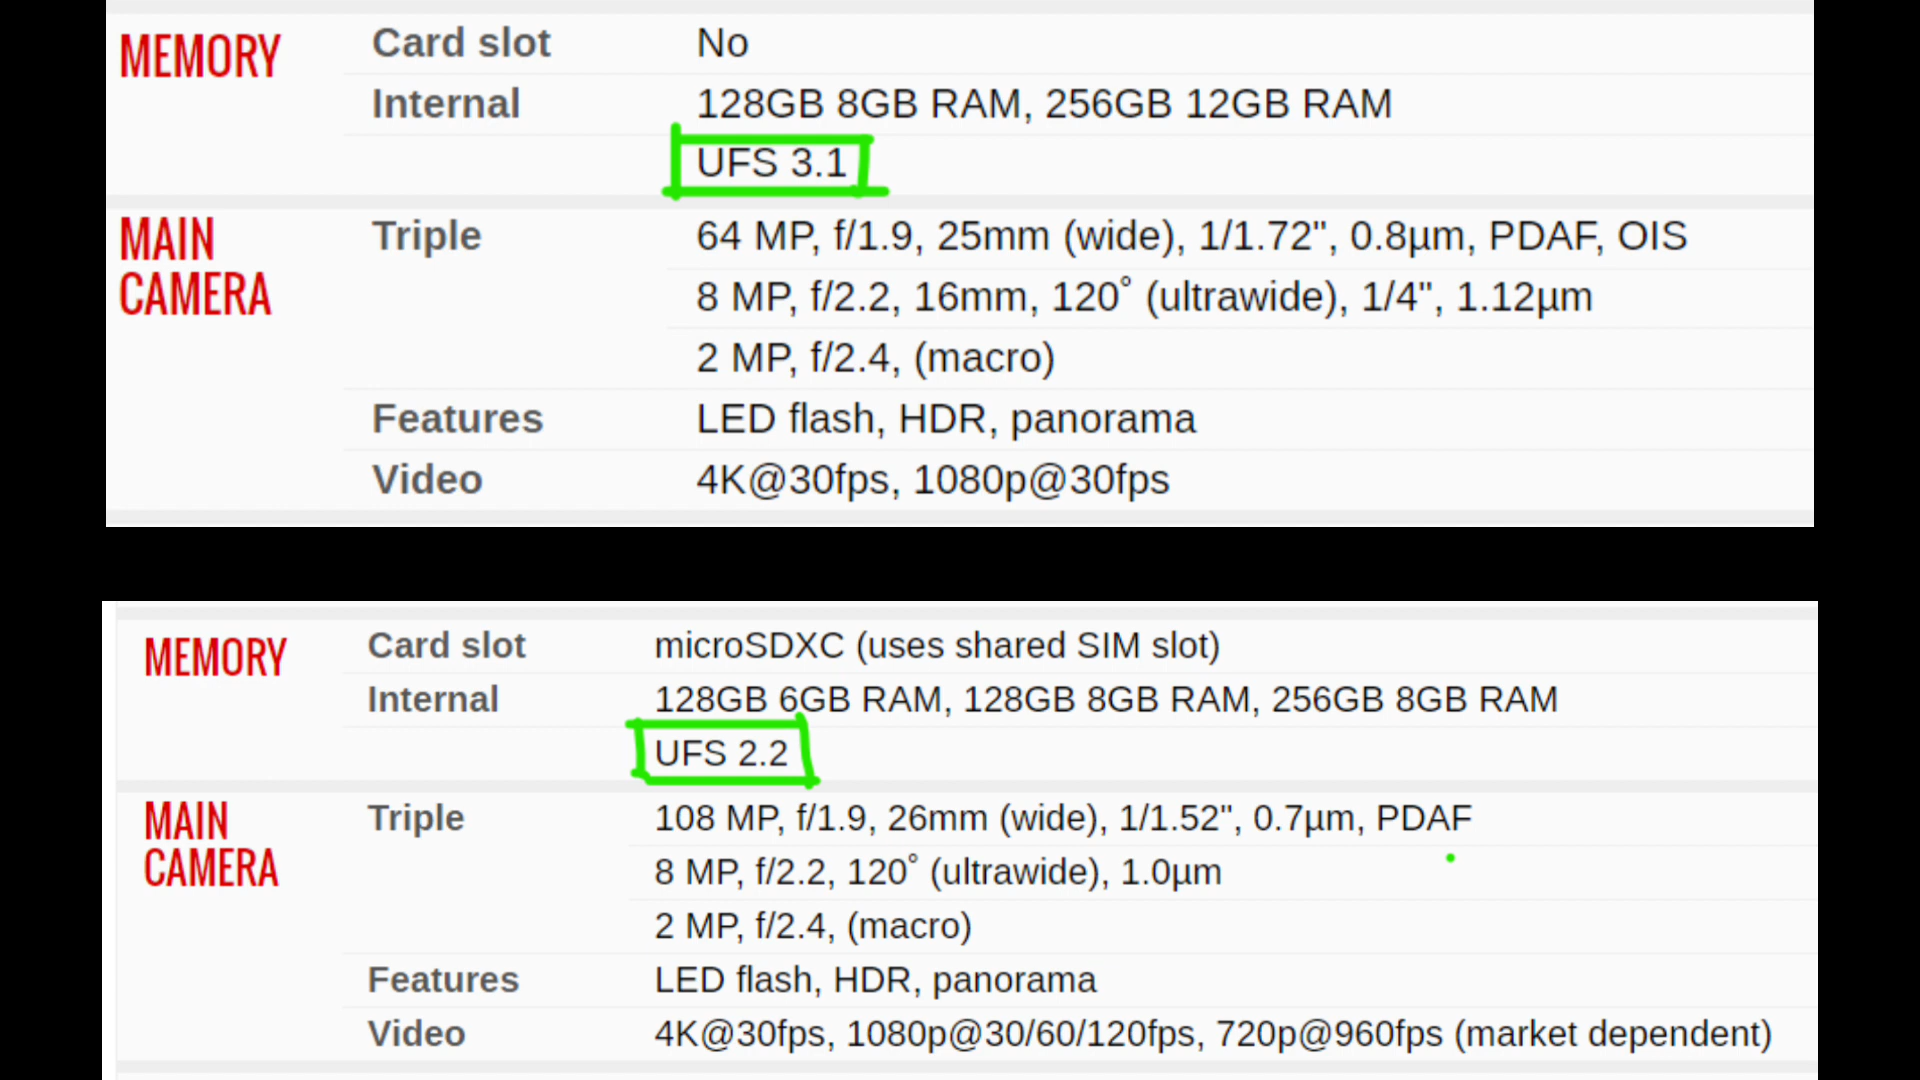 MEMORY Card slot No
Internal 128GB 8GB RAM, 256GB 12GB RAM
UFS 3.1
MAIN CAMERA Triple 64 MP, f/1.9, 25mm (wide), 1/1.72", 0.8µm, PDAF, OIS
8 MP, f/2.2, 16mm, 120˚ (ultrawide), 1/4", 1.12µm
2 MP, f/2.4, (macro)
Features LED flash, HDR, panorama
Video 4K@30fps, 1080p@30fps
MEMORY Card slot microSDXC (uses shared SIM slot)
Internal 128GB 6GB RAM, 128GB 8GB RAM, 256GB 8GB RAM
UFS 2.2
MAIN CAMERA Triple 108 MP, f/1.9, 26mm (wide), 1/1.52", 0.7µm, PDAF
8 MP, f/2.2, 120˚ (ultrawide), 1.0µm
2 MP, f/2.4, (macro)
Features LED flash, HDR, panorama
Video 4K@30fps, 1080p@30/60/120fps, 720p@960fps (market dependent)